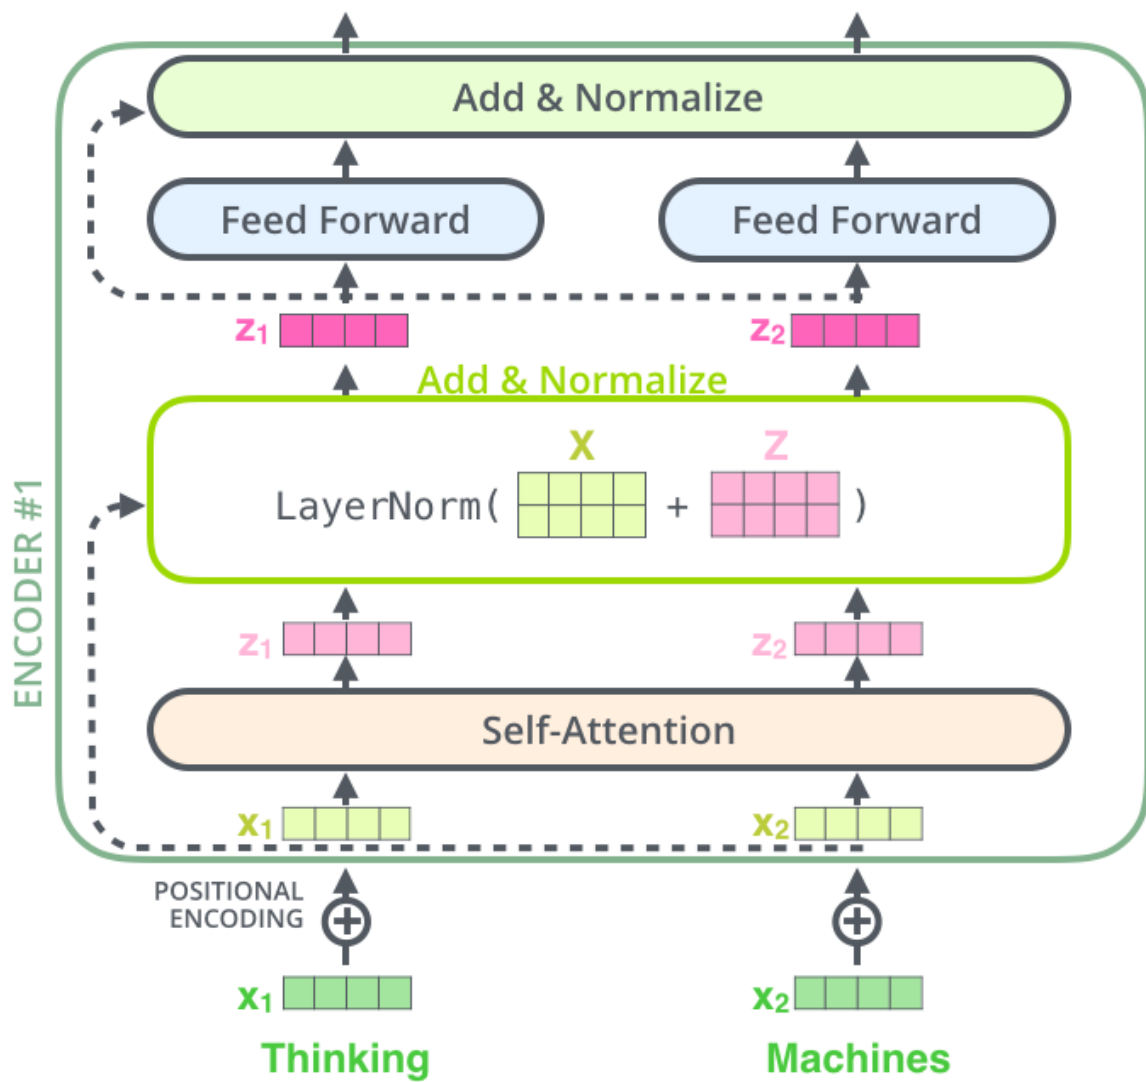 Add & Normalize
Feed Forward Feed Forward
z1 z2
Add & Normalize
X Z
LayerNorm( + )
ENCODER #1
z1 z2
Self-Attention
x1 x2
POSITIONAL
ENCODING
x1 x2
Thinking Machines